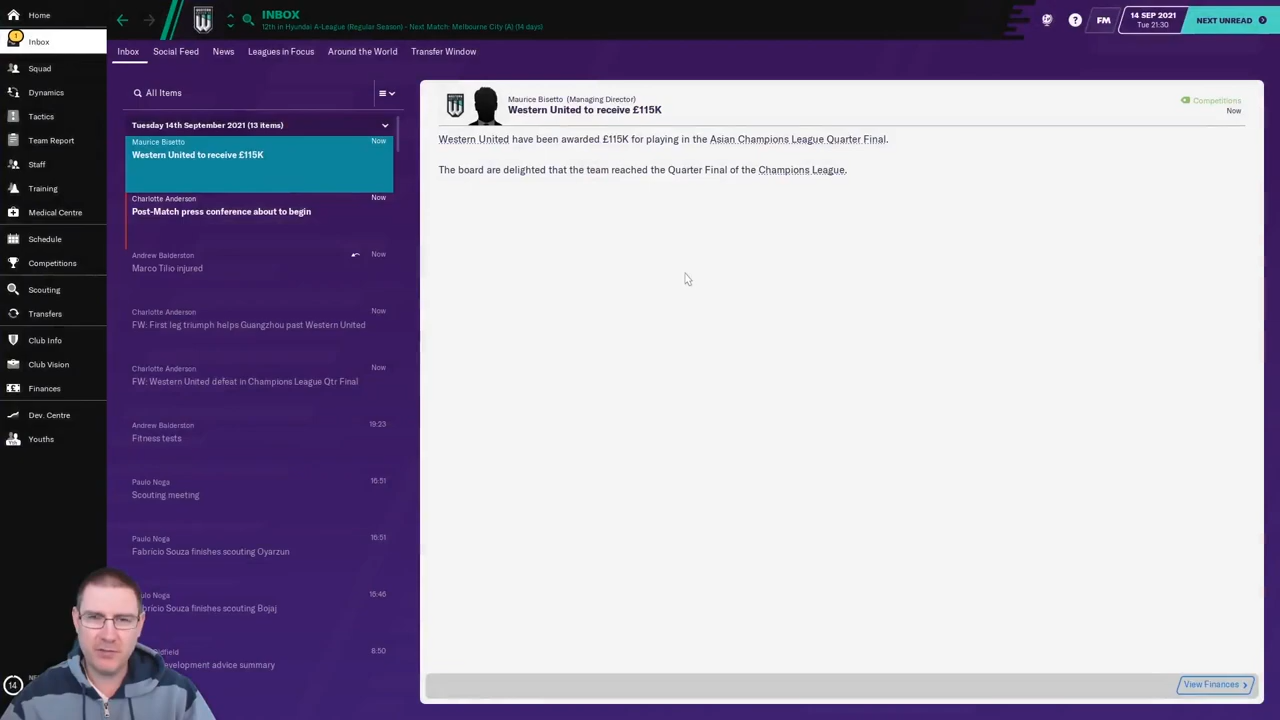 Home
1
Inbox
Squad
Dynamics
Tactics
Team Report
Staff
Training
Medical Centre
Schedule
Competitions
Scouting
Transfers
Club Info
Club Vision
Finances
Dev. Centre
Youths
14
INBOX
12th in Hyundai A-League (Regular Season) - Next Match: Melbourne City (A) (14 days)
?
FM
14 SEP 2021
Tue 21:30
NEXT UNREAD
Inbox Social Feed News Leagues in Focus Around the World Transfer Window
All Items
Tuesday 14th September 2021 (13 items)
Maurice Bisetto Now
Western United to receive £115K
Charlotte Anderson Now
Post-Match press conference about to begin
Andrew Balderston Now
Marco Tilio injured
Charlotte Anderson Now
FW: First leg triumph helps Guangzhou past Western United
Charlotte Anderson Now
FW: Western United defeat in Champions League Qtr Final
Andrew Balderston 19:23
Fitness tests
Paulo Noga 16:51
Scouting meeting
Paulo Noga 16:51
Fabrício Souza finishes scouting Oyarzun
Noga 16:46
Souza finishes scouting Bojaj
8:50
advice summary
Maurice Bisetto (Managing Director)
Western United to receive £115K
Competitions
Now
Western United have been awarded £115K for playing in the Asian Champions League Quarter Final.
The board are delighted that the team reached the Quarter Final of the Champions League.
View Finances